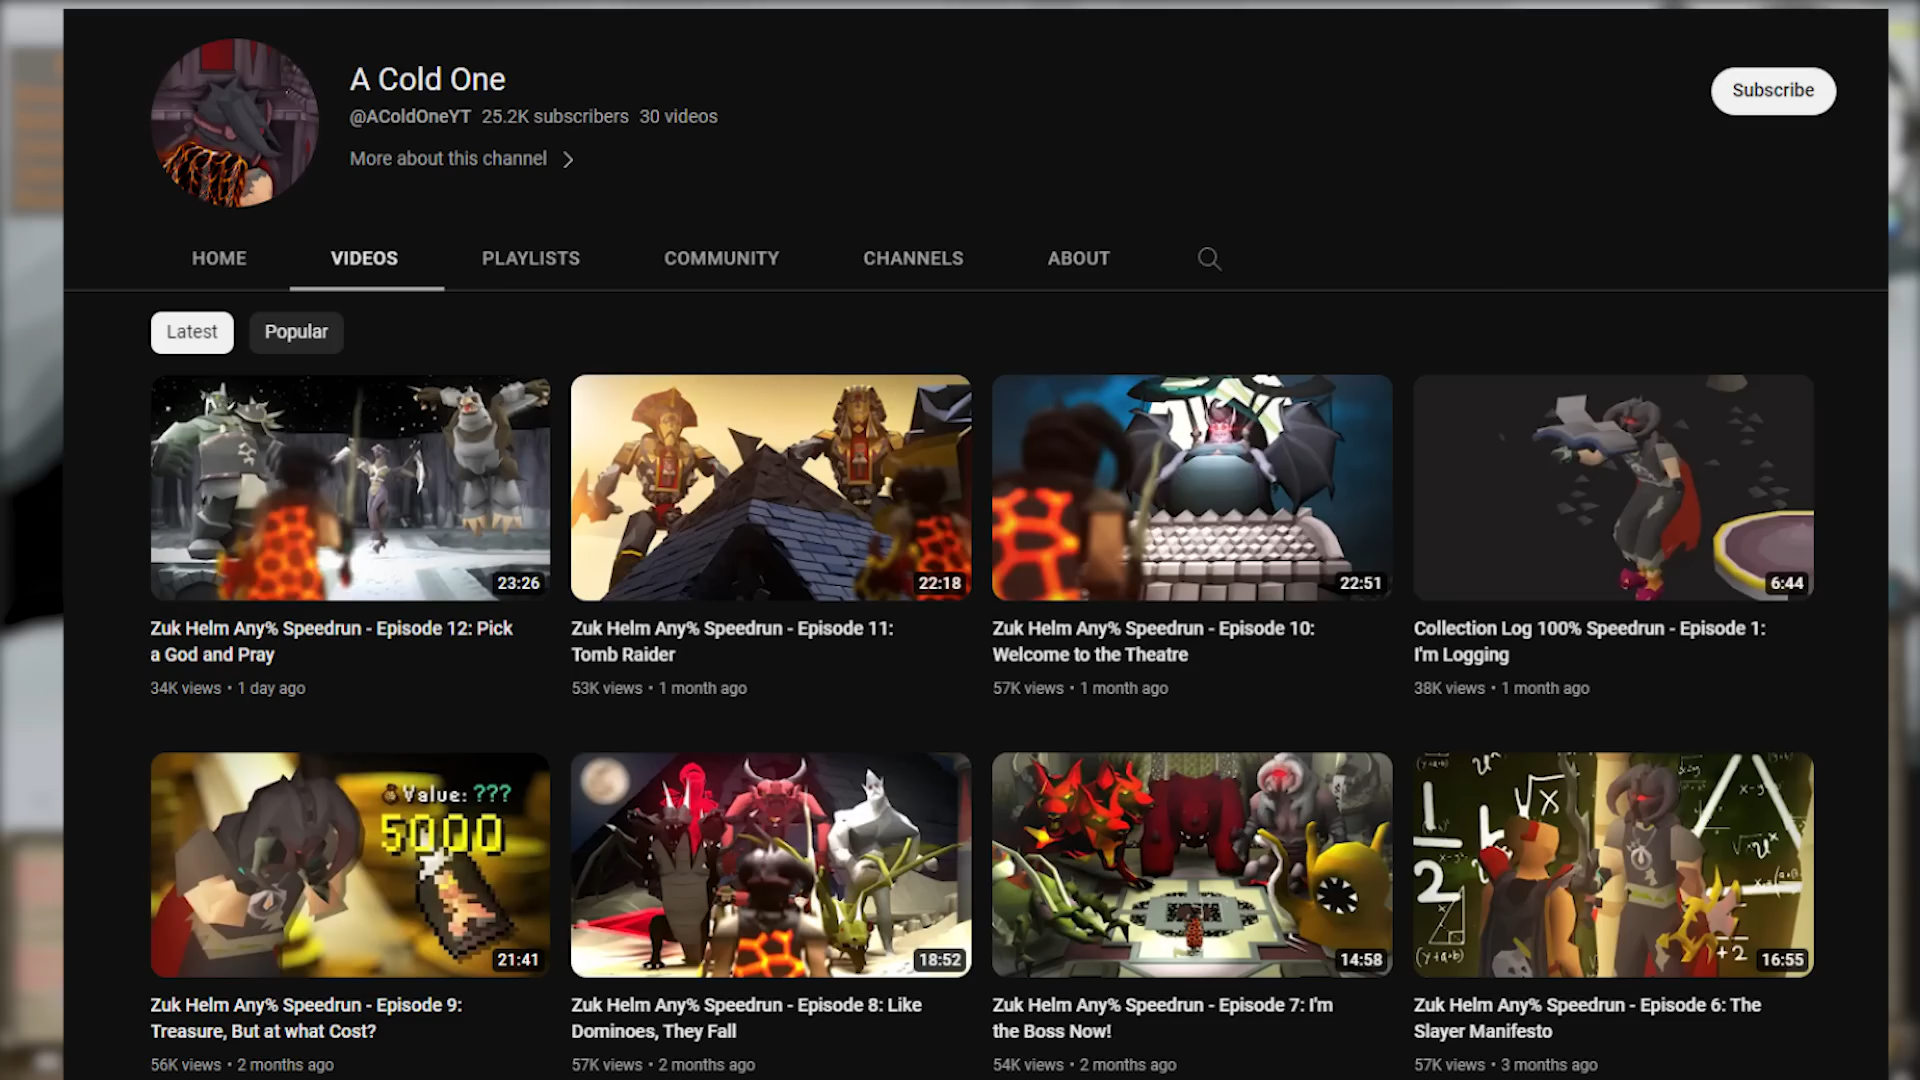 A Cold One
@AColdOneYT 25.2K subscribers 30 videos
More about this channel
Subscribe
HOME VIDEOS PLAYLISTS COMMUNITY CHANNELS ABOUT
Latest Popular
23:26
22:18
22:51
6:44
Zuk Helm Any% Speedrun - Episode 12: Pick
a God and Pray
34K views • 1 day ago
Zuk Helm Any% Speedrun - Episode 11:
Tomb Raider
53K views • 1 month ago
Zuk Helm Any% Speedrun - Episode 10:
Welcome to the Theatre
57K views • 1 month ago
Collection Log 100% Speedrun - Episode 1:
I'm Logging
38K views • 1 month ago
Value: ???
5000
21:41
18:52
14:58
1
2
√x
+2
16:55
Zuk Helm Any% Speedrun - Episode 9:
Treasure, But at what Cost?
56K views • 2 months ago
Zuk Helm Any% Speedrun - Episode 8: Like
Dominoes, They Fall
57K views • 2 months ago
Zuk Helm Any% Speedrun - Episode 7: I'm
the Boss Now!
54K views • 2 months ago
Zuk Helm Any% Speedrun - Episode 6: The
Slayer Manifesto
57K views • 3 months ago